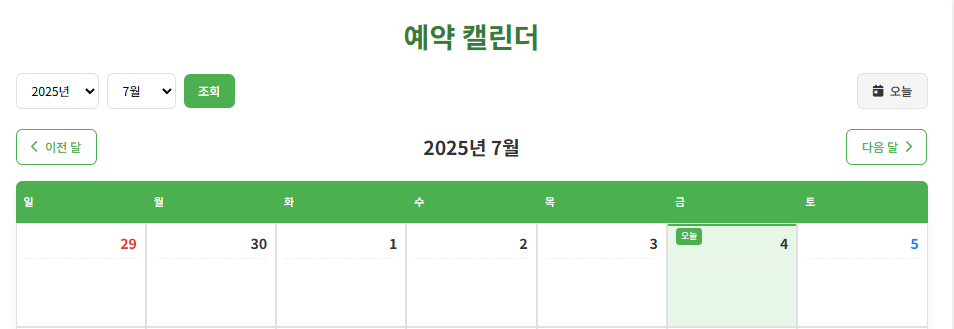 예약 캘린더
2025년 7월 조회 오늘
이전 달 2025년 7월 다음 달
일 월 화 수 목 금 토
29 30 1 2 3 오늘 4 5